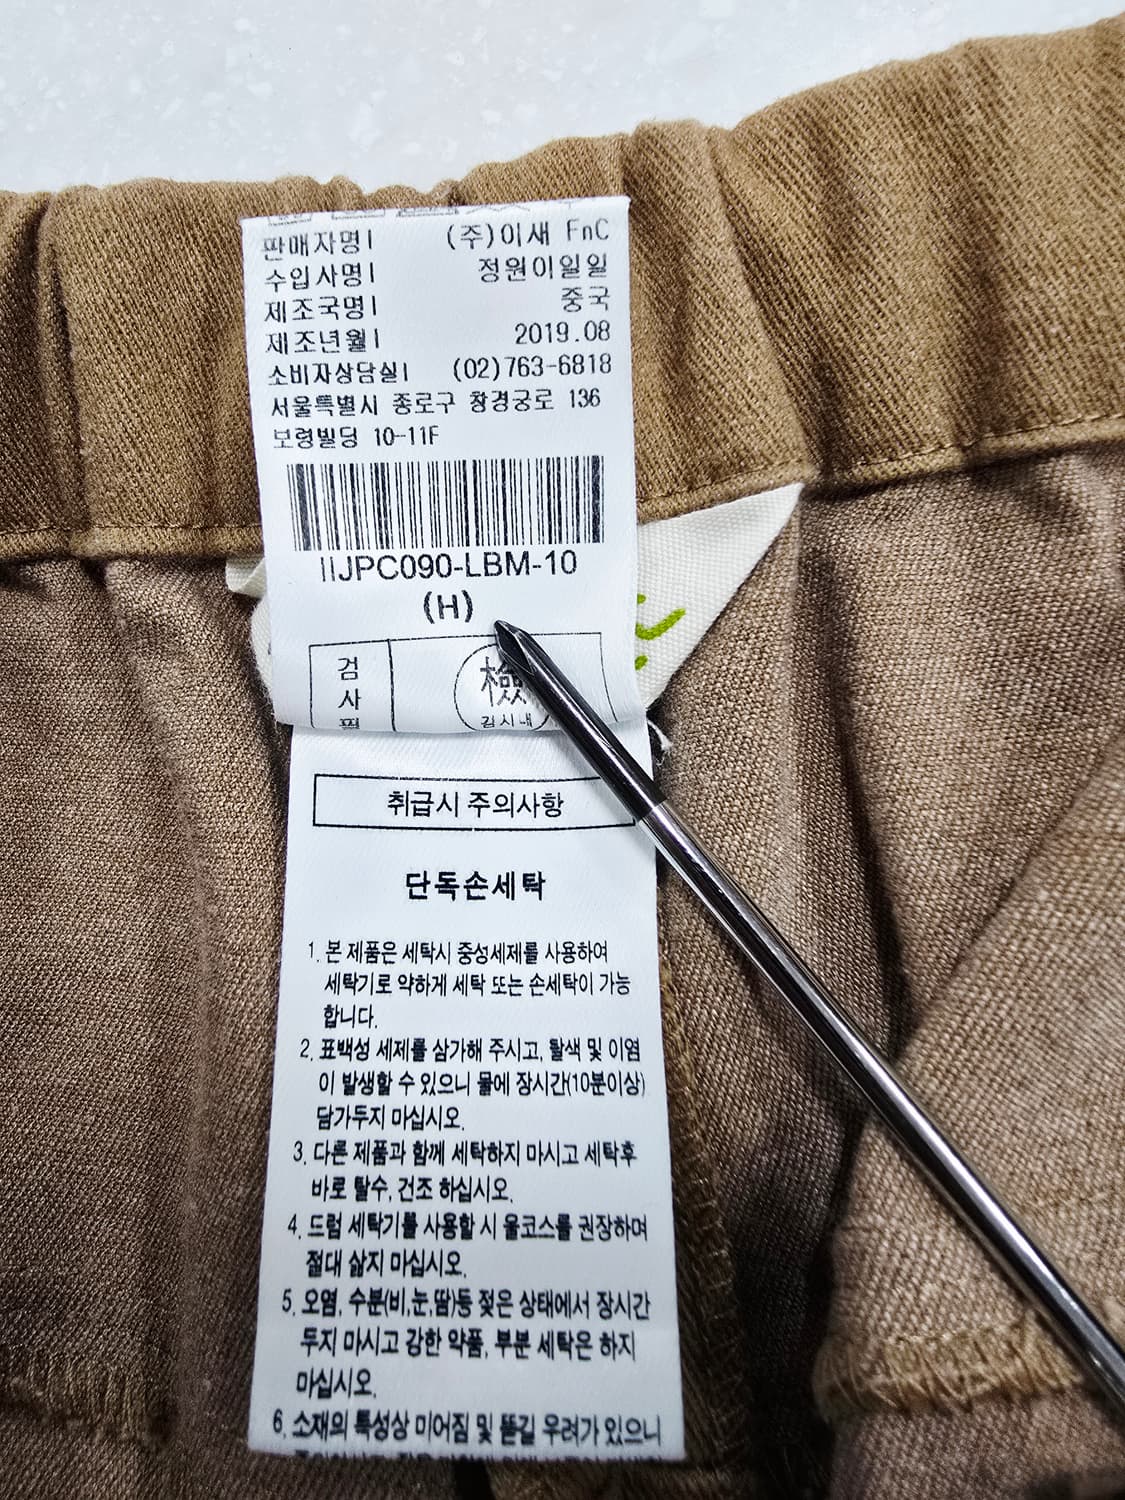 판매자명| (주)이새 FnC
수입사명| 정원이일일
제조국명| 중국
제조년월| 2019.08
소비자상담실| (02)763-6818
서울특별시 종로구 창경궁로 136
보령빌딩 10-11F
IIJPC090-LBM-10
(H)
검
사
필
檢
김시내
취급시 주의사항
단독손세탁
1. 본 제품은 세탁시 중성세제를 사용하여
세탁기로 약하게 세탁 또는 손세탁이 가능
합니다.
2. 표백성 세제를 삼가해 주시고, 탈색 및 이염
이 발생할 수 있으니 물에 장시간(10분이상)
담가두지 마십시오.
3. 다른 제품과 함께 세탁하지 마시고 세탁후
바로 탈수, 건조 하십시오.
4. 드럼 세탁기를 사용할 시 울코스를 권장하며
절대 삶지 마십시오.
5. 오염, 수분(비,눈,땀)등 젖은 상태에서 장시간
두지 마시고 강한 약품, 부분 세탁은 하지
마십시오.
6. 소재의 특성상 미어짐 및 뜯길 우려가 있으니